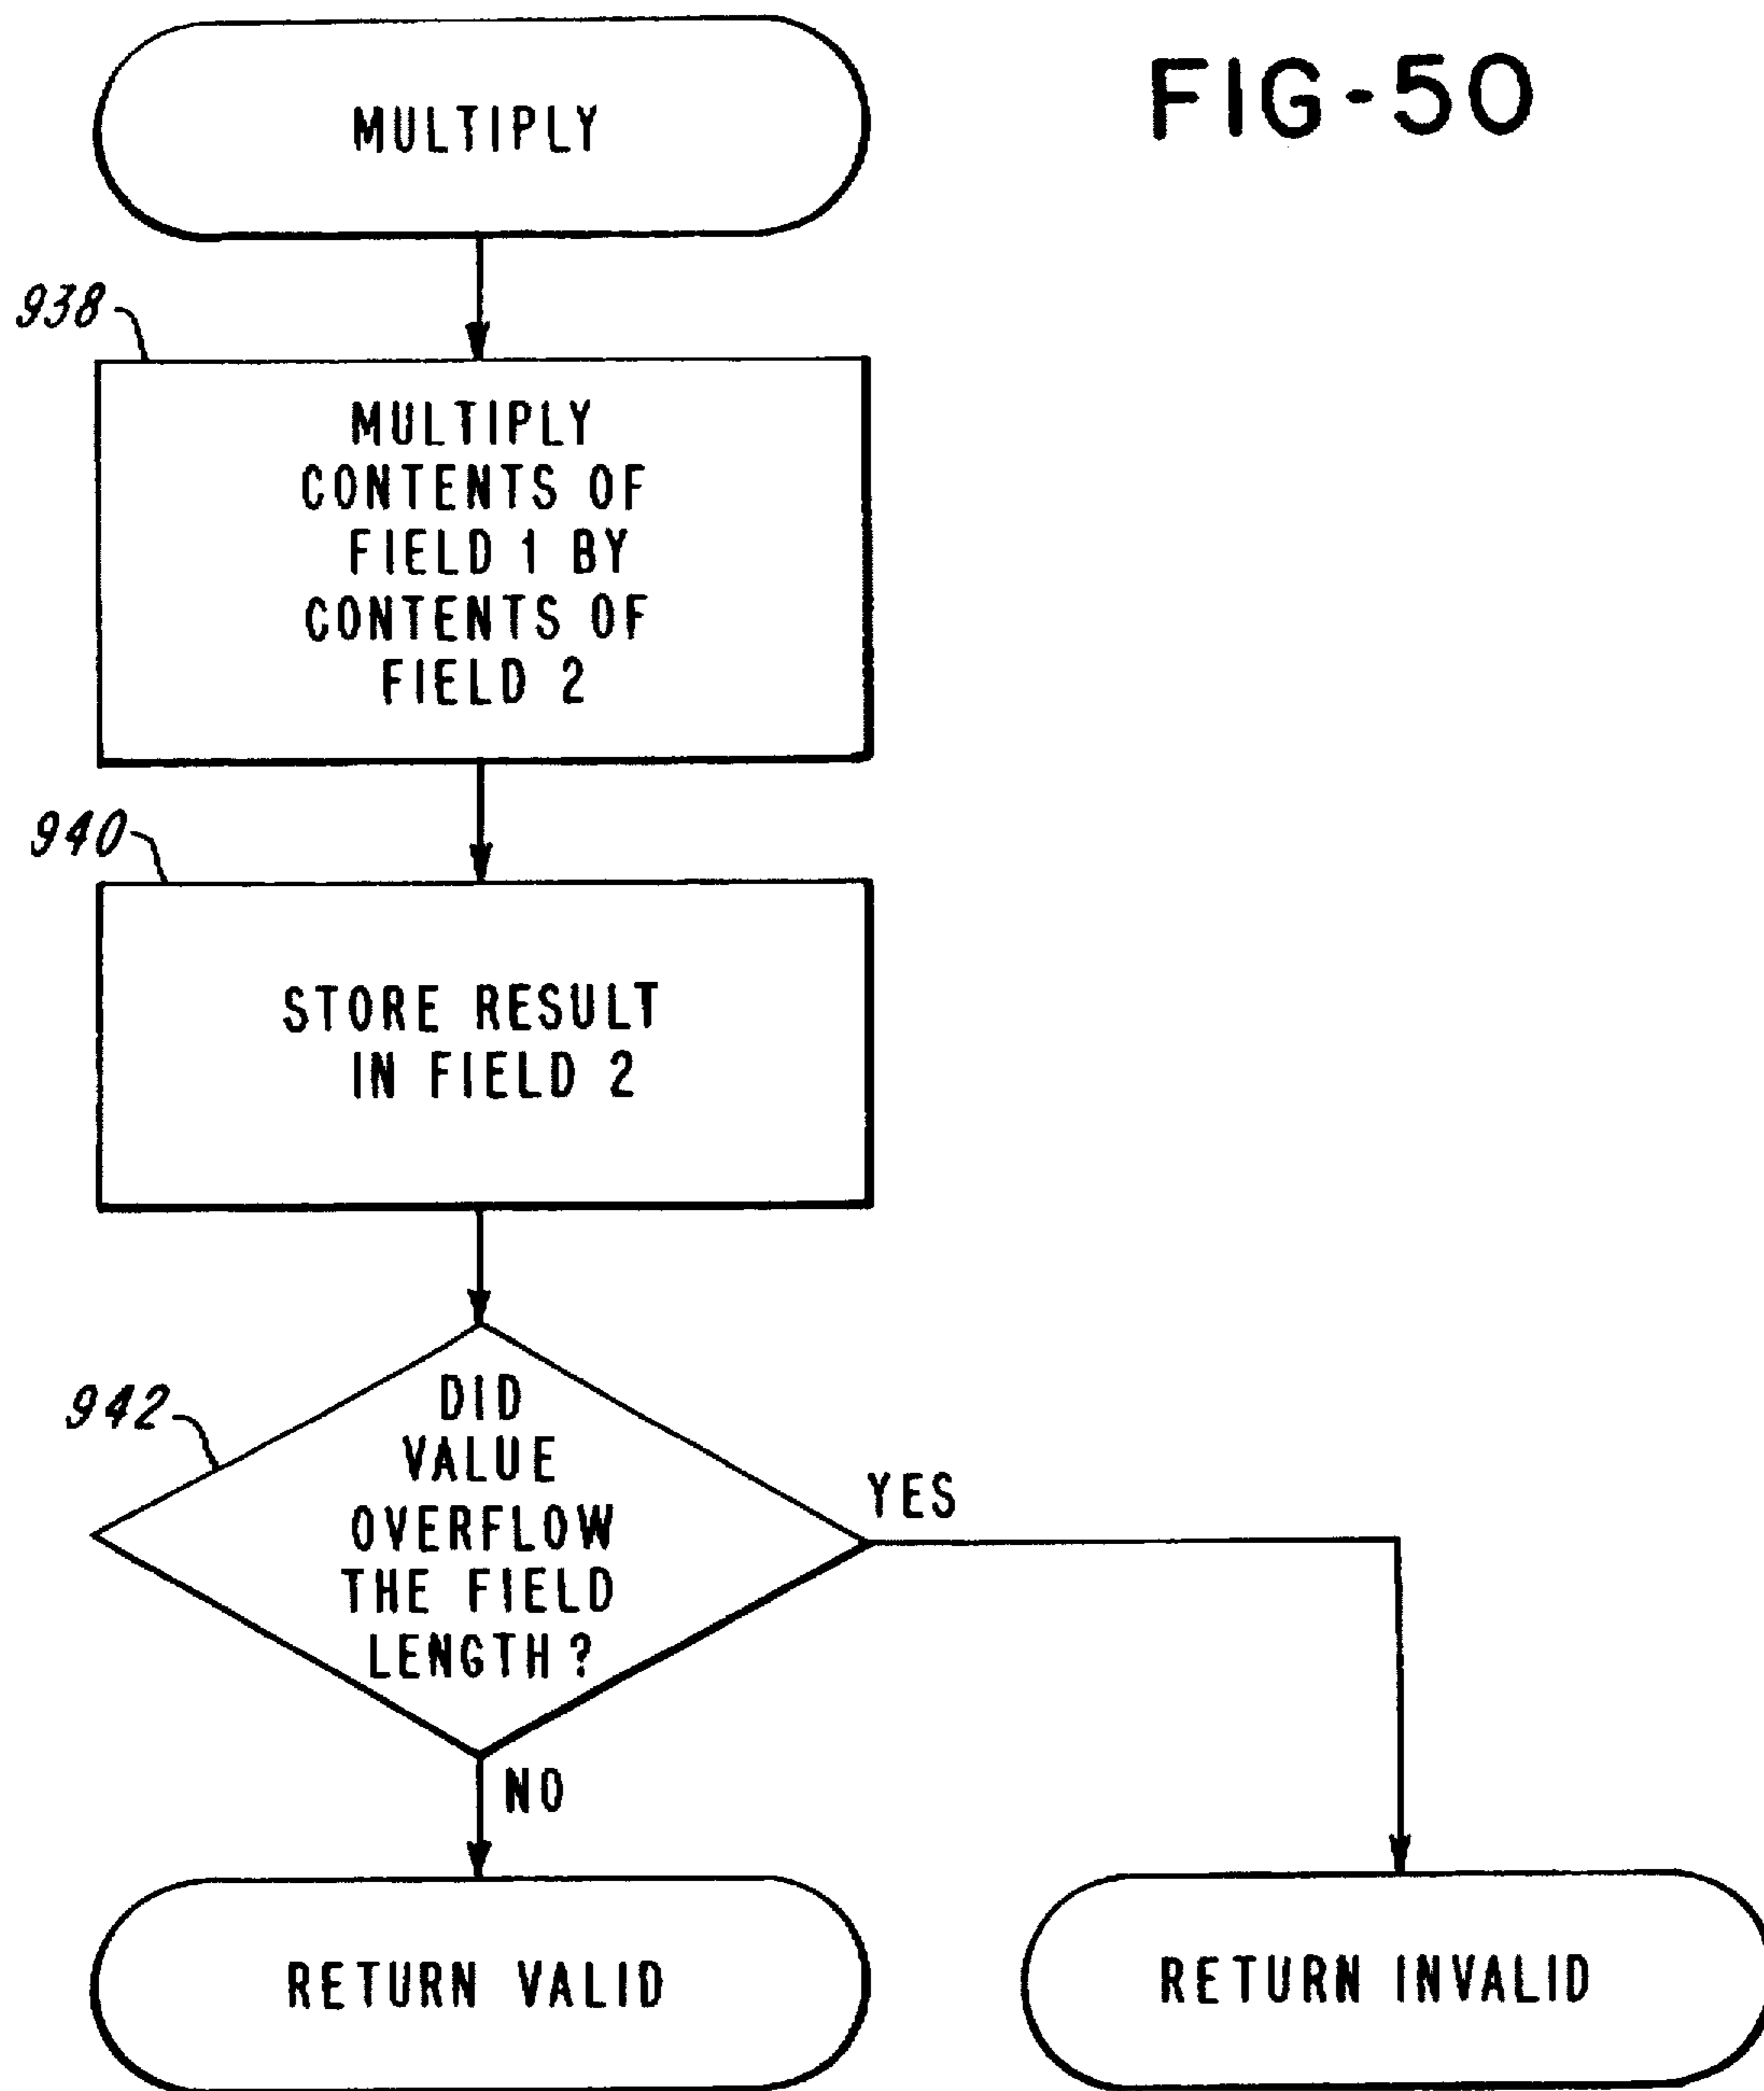 FIG-50
MULTIPLY
938
MULTIPLY
CONTENTS OF
FIELD 1 BY
CONTENTS OF
FIELD 2
940
STORE RESULT
IN FIELD 2
942
DID
VALUE
OVERFLOW
THE FIELD
LENGTH?
YES
NO
RETURN VALID
RETURN INVALID